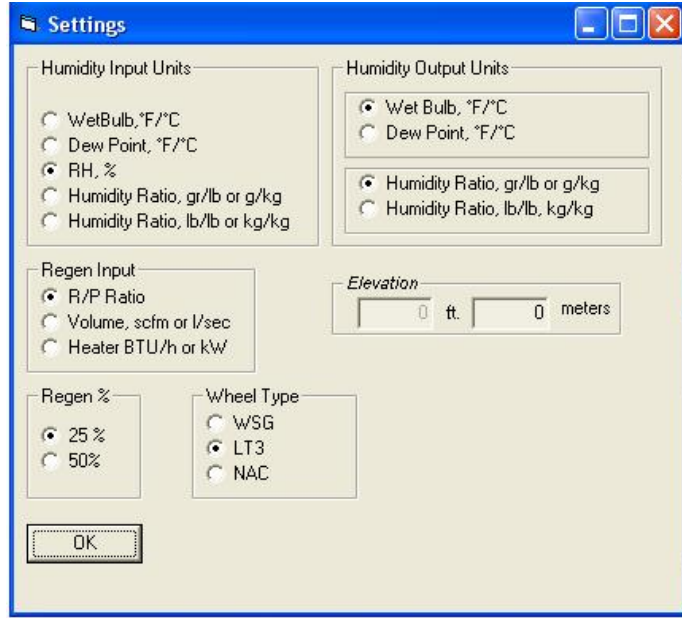 Settings
Humidity Input Units
WetBulb,°F/°C
Dew Point, °F/°C
RH, %
Humidity Ratio, gr/lb or g/kg
Humidity Ratio, lb/lb or kg/kg
Humidity Output Units
Wet Bulb, °F/°C
Dew Point, °F/°C
Humidity Ratio, gr/lb or g/kg
Humidity Ratio, lb/lb, kg/kg
Regen Input
R/P Ratio
Volume, scfm or l/sec
Heater BTU/h or kW
Elevation
0 ft. 0 meters
Regen %
25 %
50%
Wheel Type
WSG
LT3
NAC
OK